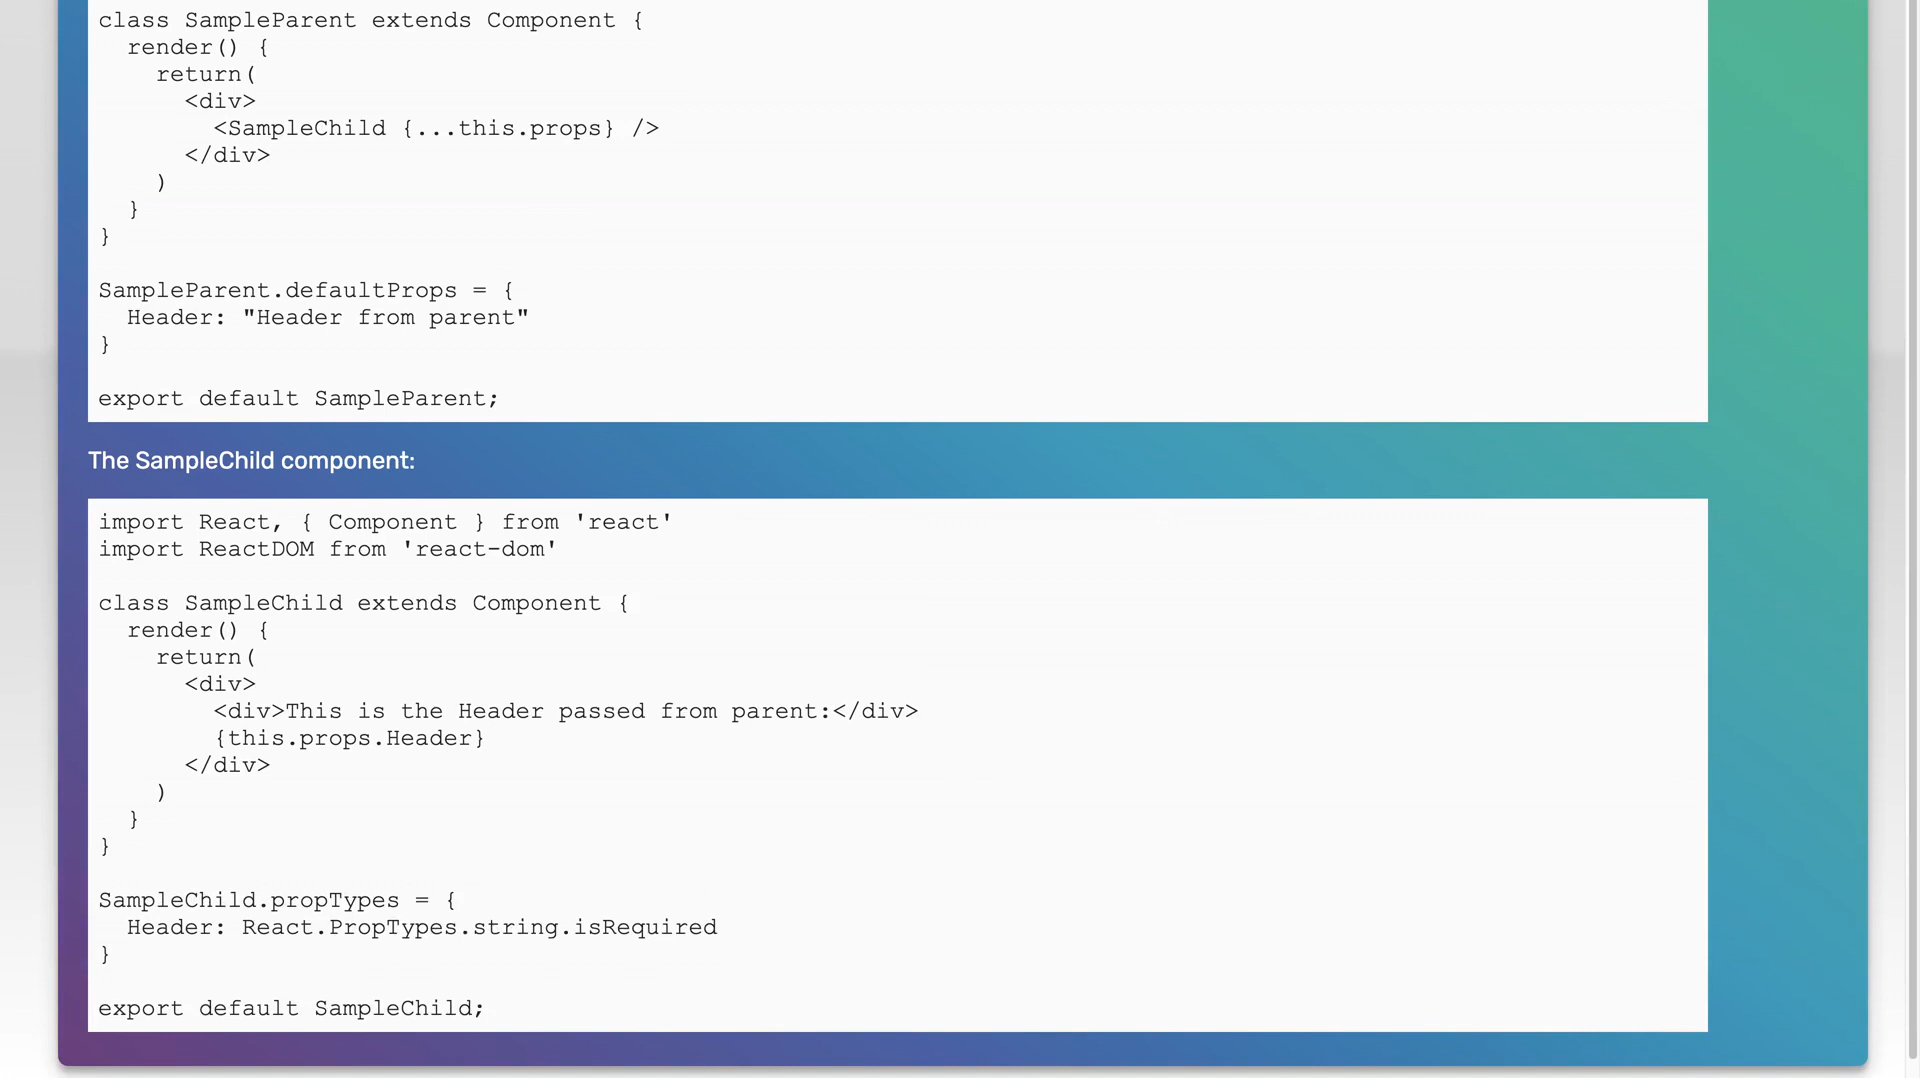 class SampleParent extends Component {
  render() {
    return(
      <div>
        <SampleChild {...this.props} />
      </div>
    )
  }
}

SampleParent.defaultProps = {
  Header: "Header from parent"
}

export default SampleParent;
The SampleChild component:
import React, { Component } from 'react'
import ReactDOM from 'react-dom'

class SampleChild extends Component {
  render() {
    return(
      <div>
        <div>This is the Header passed from parent:</div>
        {this.props.Header}
      </div>
    )
  }
}

SampleChild.propTypes = {
  Header: React.PropTypes.string.isRequired
}

export default SampleChild;